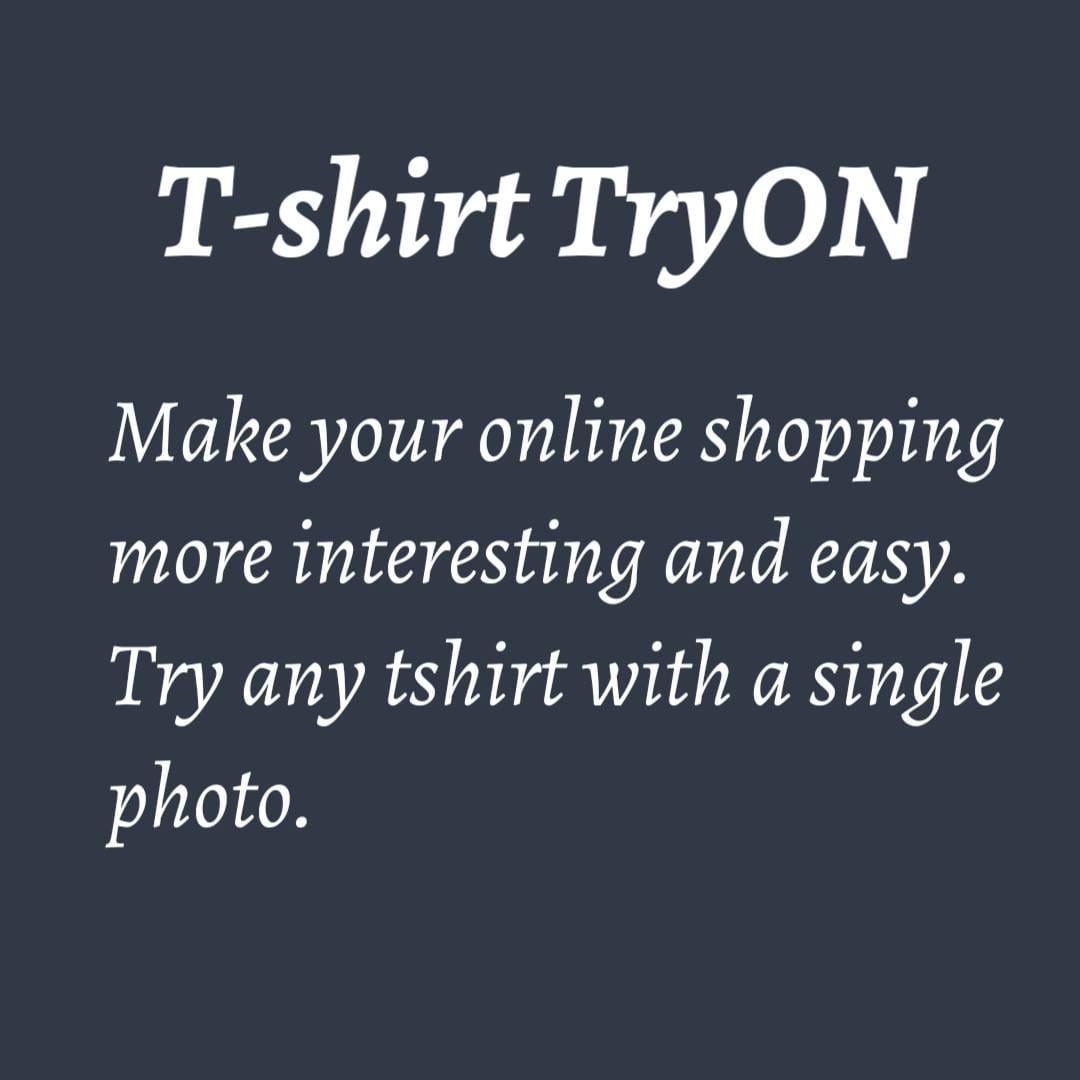 T-shirt TryON
Make your online shopping
more interesting and easy.
Try any tshirt with a single
photo.